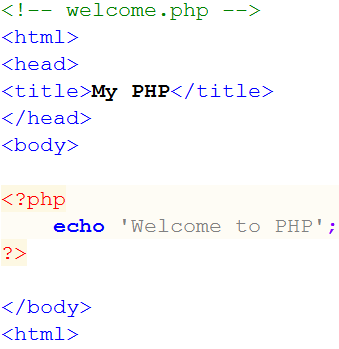 <!-- welcome.php -->
<html>
<head>
<title>My PHP</title>
</head>
<body>
<?php
    echo 'Welcome to PHP';
?>
</body>
<html>